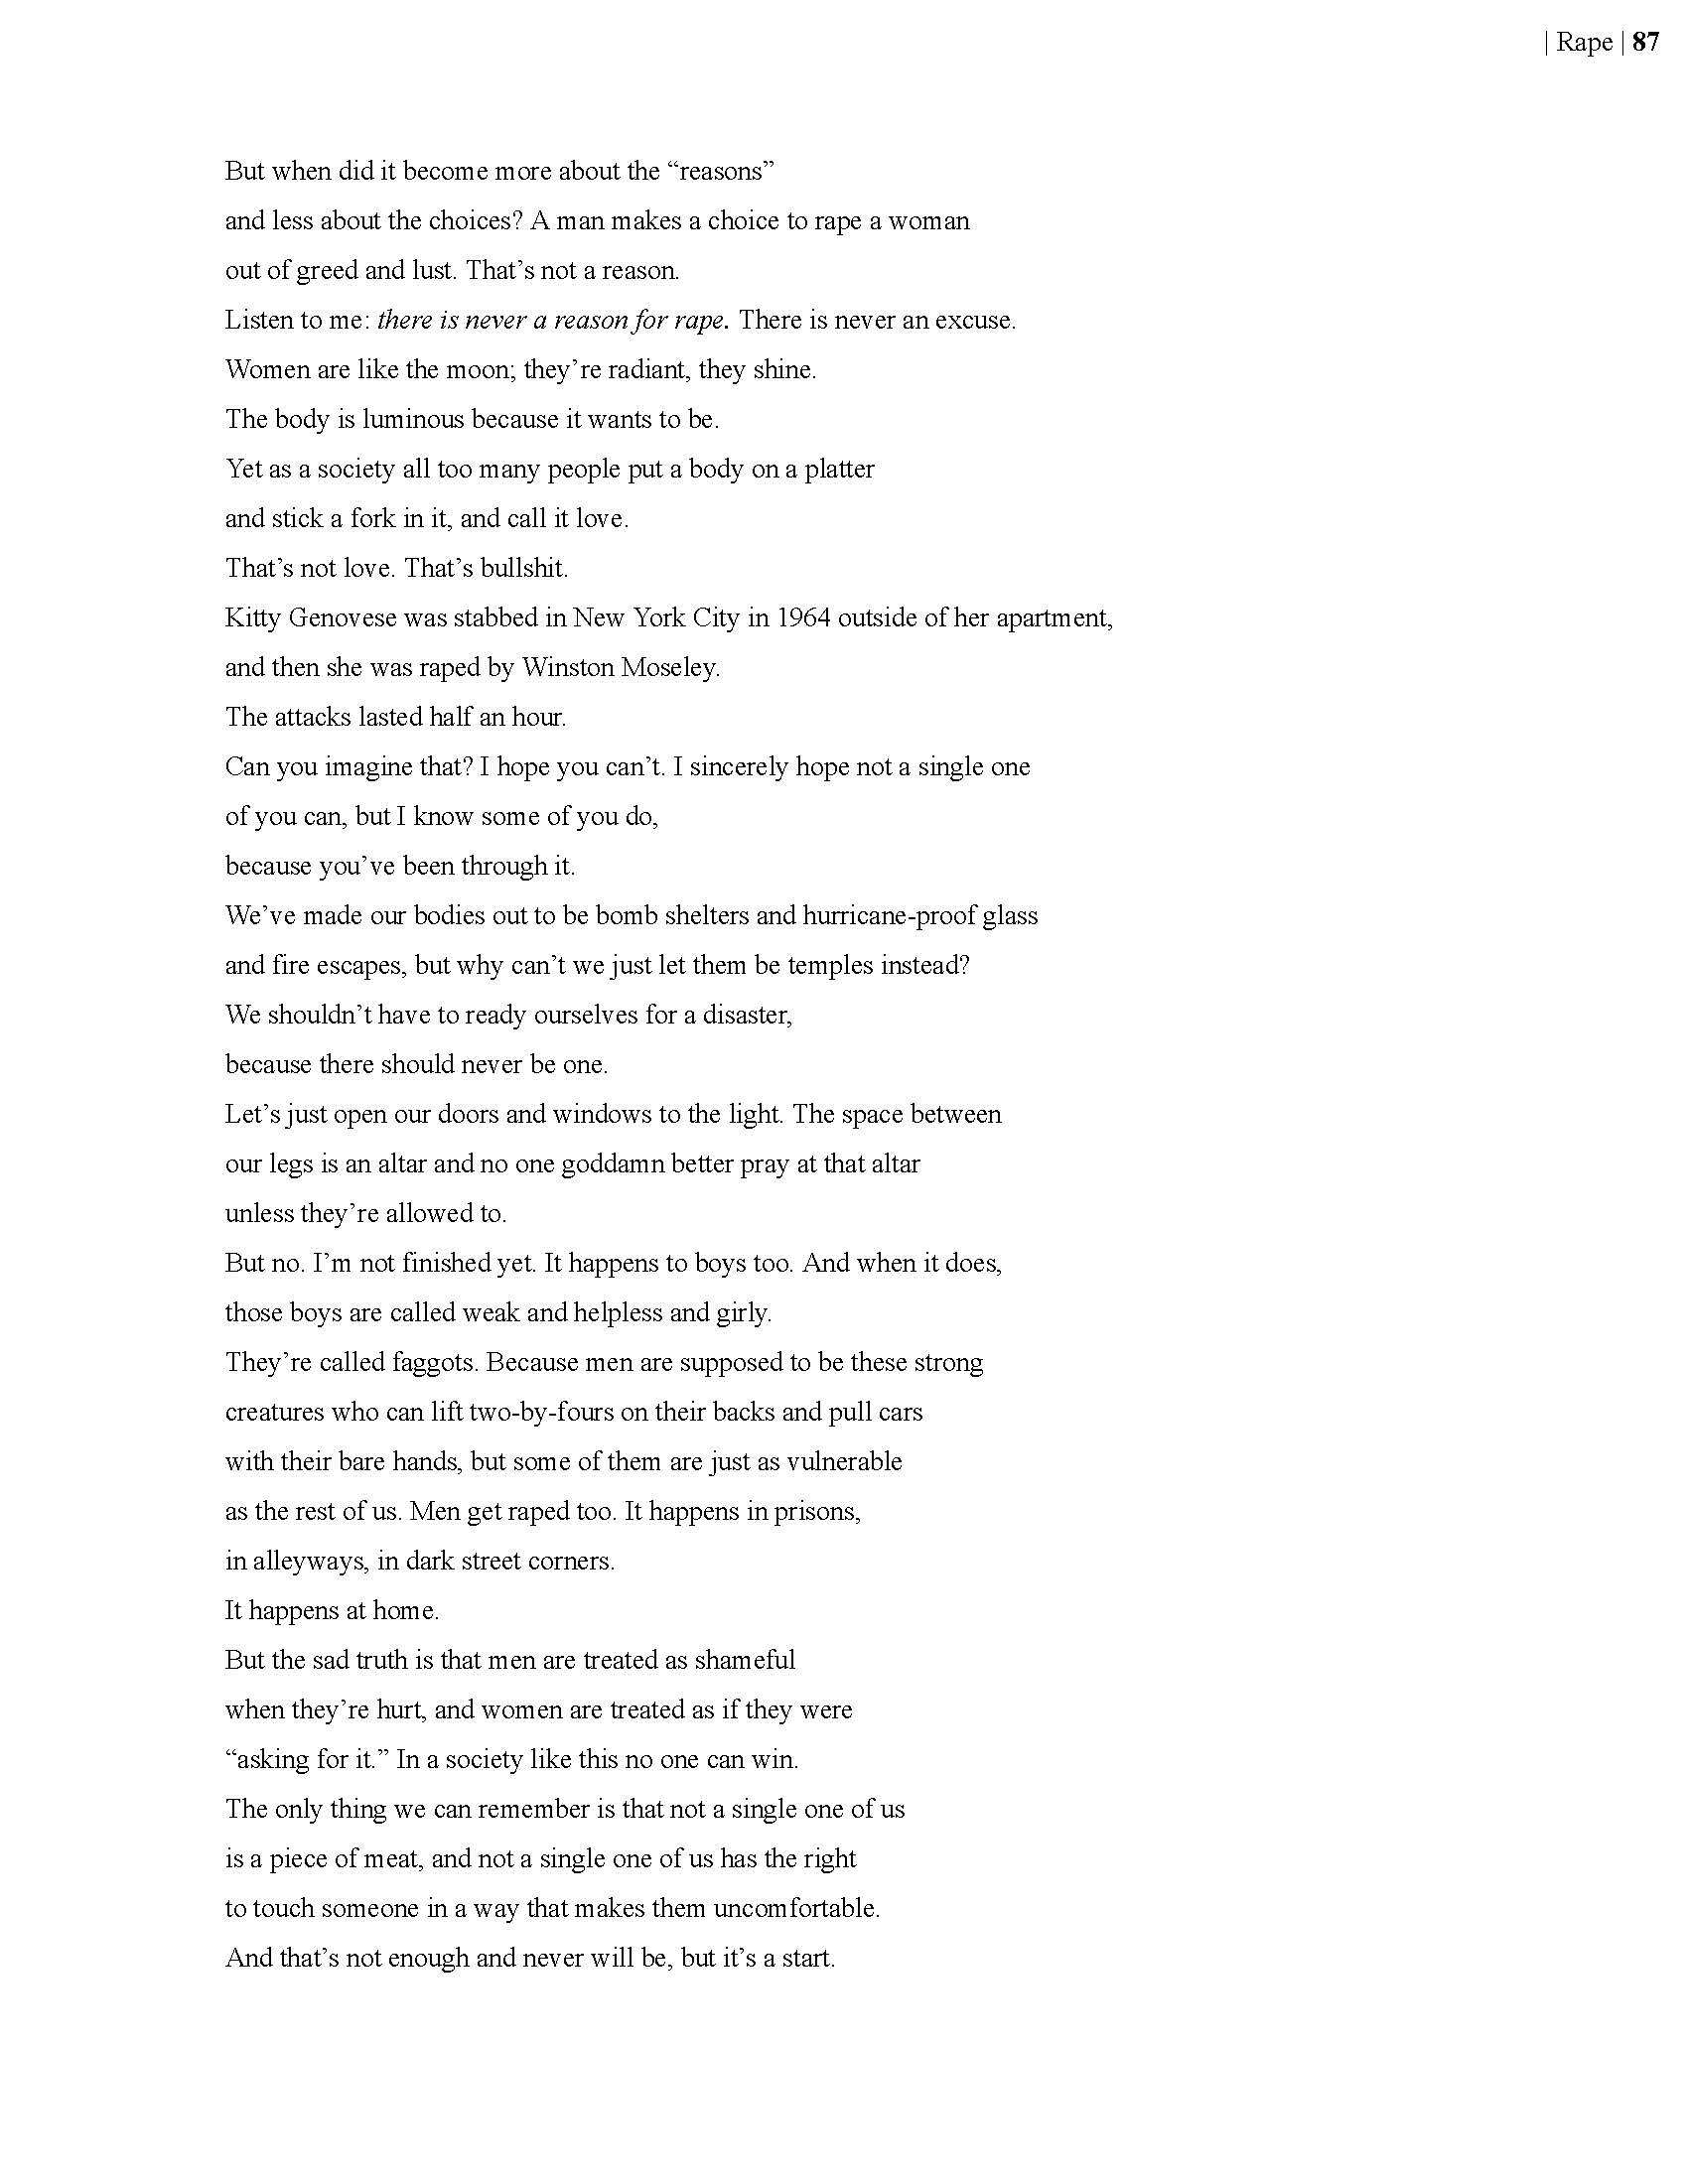 | Rape | 87
But when did it become more about the “reasons”
and less about the choices? A man makes a choice to rape a woman
out of greed and lust. That’s not a reason.
Listen to me: there is never a reason for rape. There is never an excuse.
Women are like the moon; they’re radiant, they shine.
The body is luminous because it wants to be.
Yet as a society all too many people put a body on a platter
and stick a fork in it, and call it love.
That’s not love. That’s bullshit.
Kitty Genovese was stabbed in New York City in 1964 outside of her apartment,
and then she was raped by Winston Moseley.
The attacks lasted half an hour.
Can you imagine that? I hope you can’t. I sincerely hope not a single one
of you can, but I know some of you do,
because you’ve been through it.
We’ve made our bodies out to be bomb shelters and hurricane-proof glass
and fire escapes, but why can’t we just let them be temples instead?
We shouldn’t have to ready ourselves for a disaster,
because there should never be one.
Let’s just open our doors and windows to the light. The space between
our legs is an altar and no one goddamn better pray at that altar
unless they’re allowed to.
But no. I’m not finished yet. It happens to boys too. And when it does,
those boys are called weak and helpless and girly.
They’re called faggots. Because men are supposed to be these strong
creatures who can lift two-by-fours on their backs and pull cars
with their bare hands, but some of them are just as vulnerable
as the rest of us. Men get raped too. It happens in prisons,
in alleyways, in dark street corners.
It happens at home.
But the sad truth is that men are treated as shameful
when they’re hurt, and women are treated as if they were
“asking for it.” In a society like this no one can win.
The only thing we can remember is that not a single one of us
is a piece of meat, and not a single one of us has the right
to touch someone in a way that makes them uncomfortable.
And that’s not enough and never will be, but it’s a start.